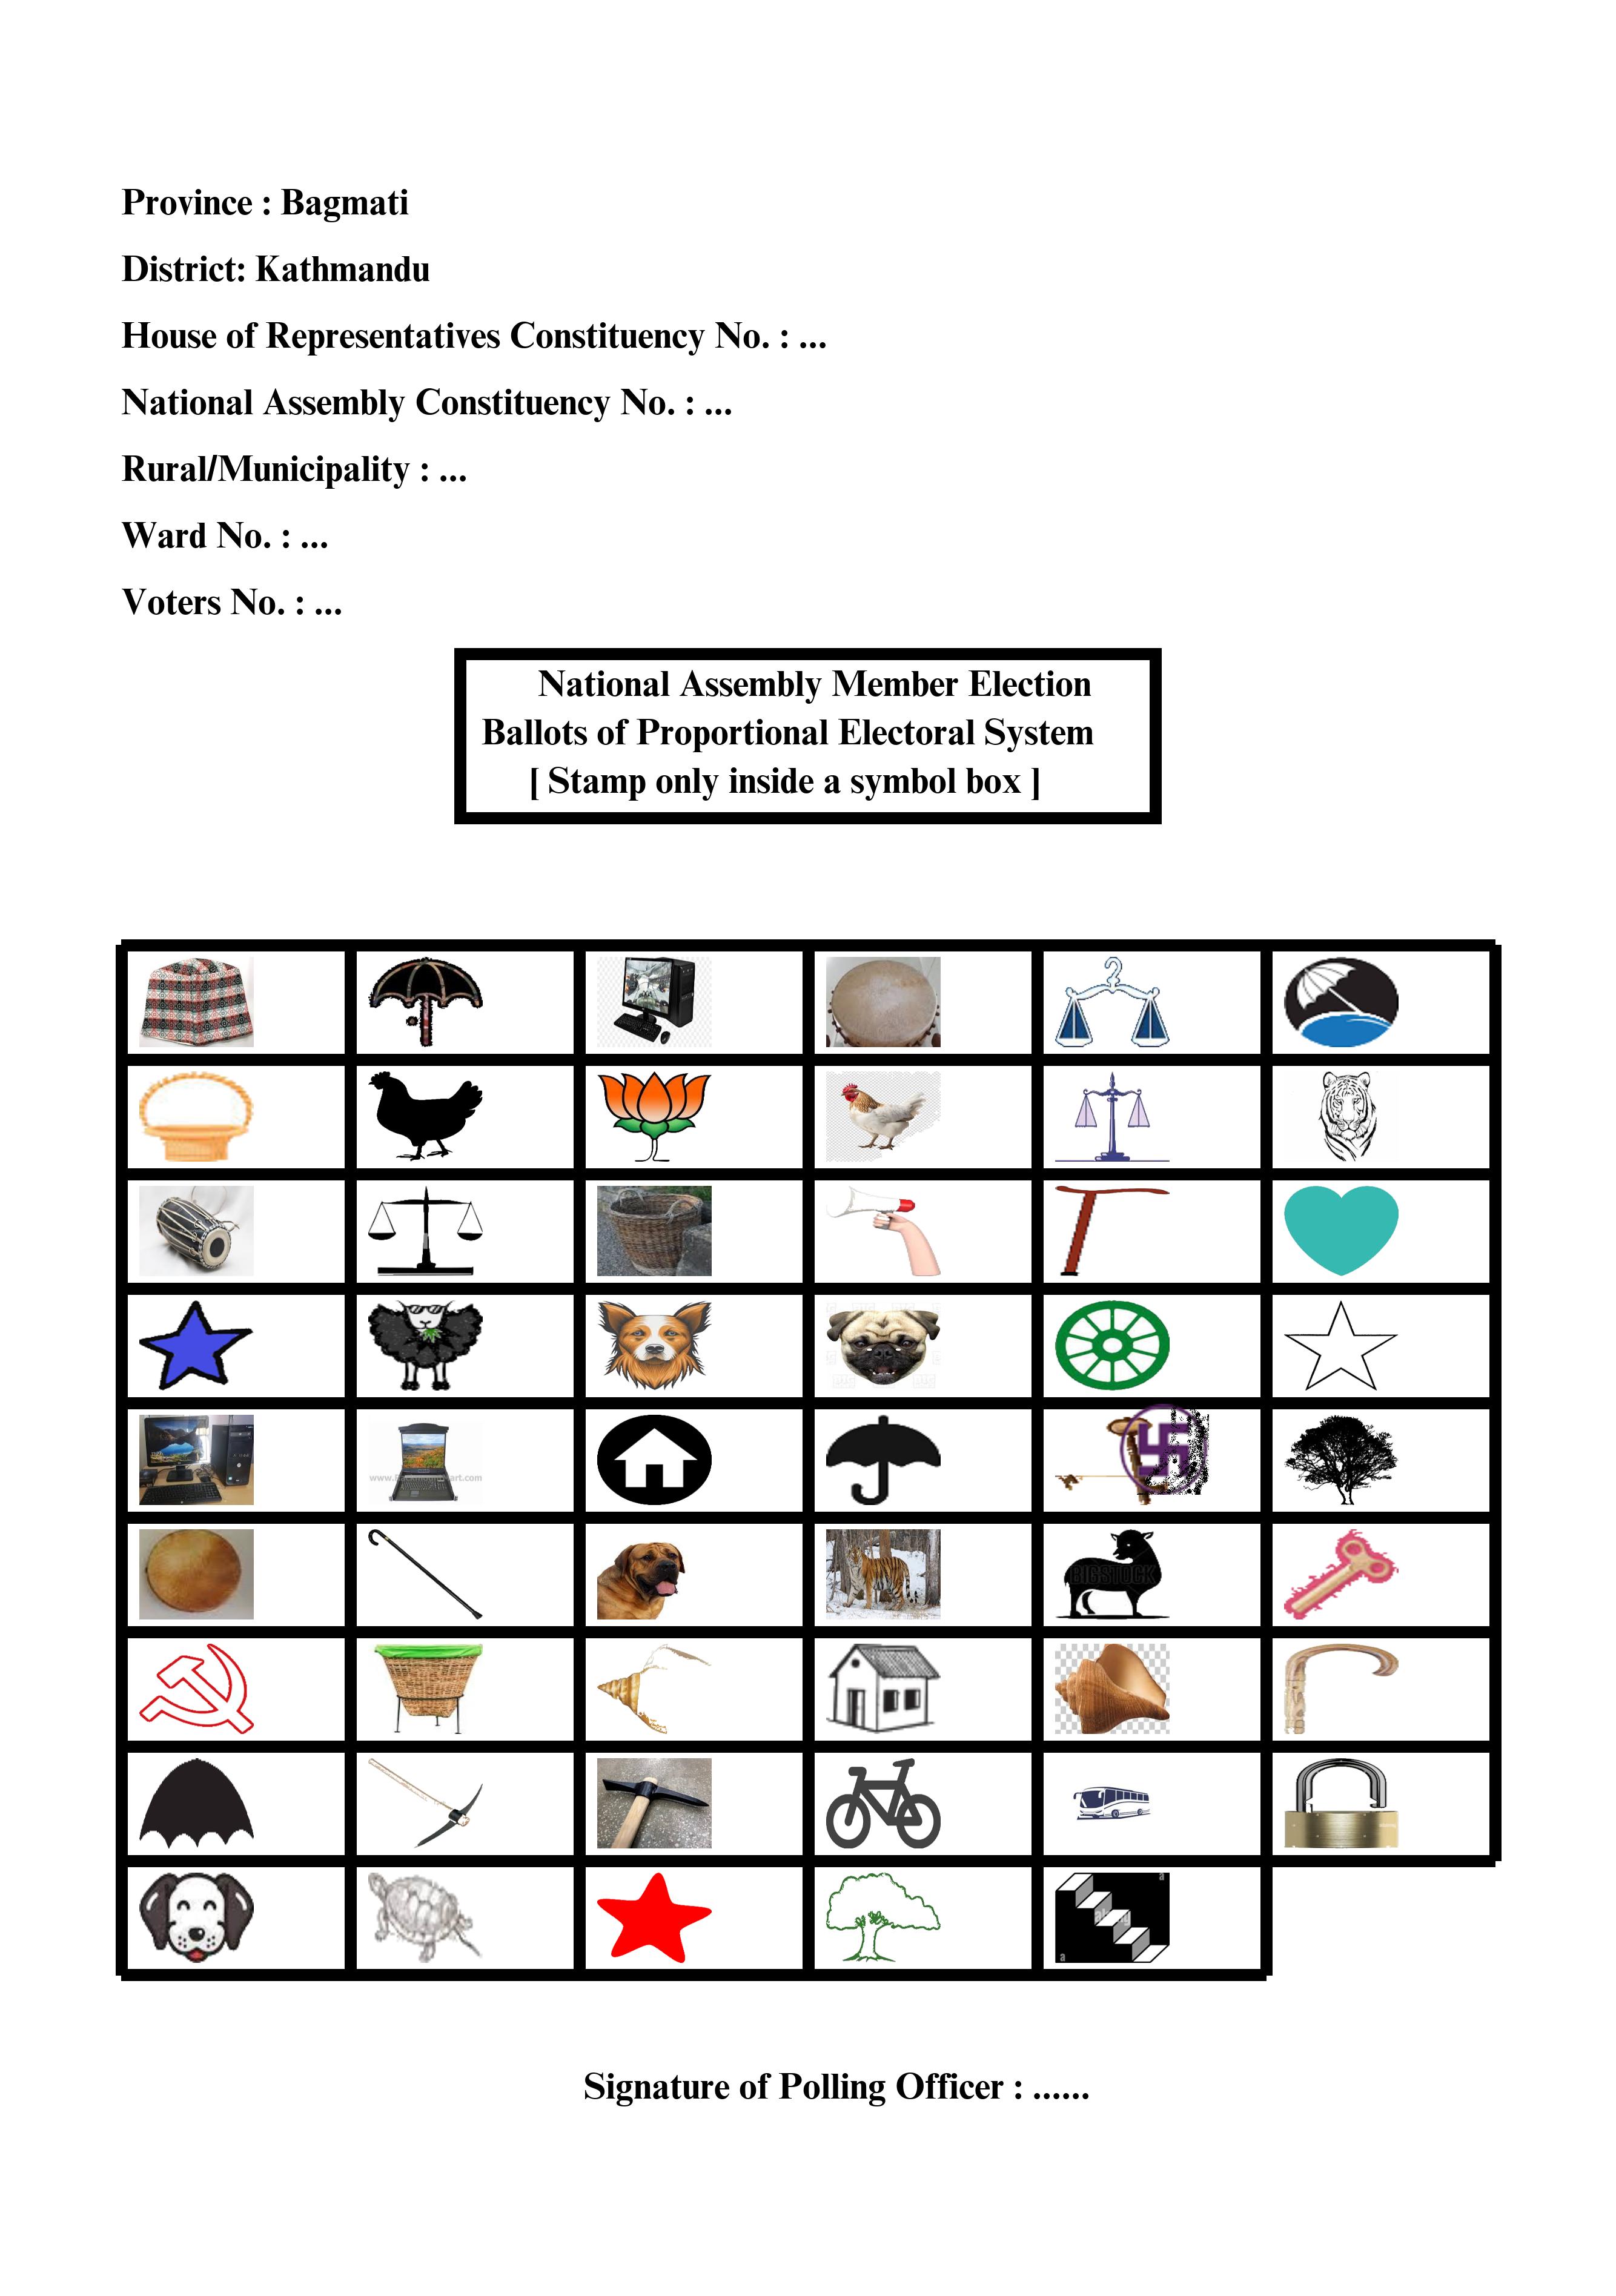 Province : Bagmati
District: Kathmandu
House of Representatives Constituency No. : ...
National Assembly Constituency No. : ...
Rural/Municipality : ...
Ward No. : ...
Voters No. : ...
National Assembly Member Election
Ballots of Proportional Electoral System
[ Stamp only inside a symbol box ]
BIGSTOCK
a
a
Signature of Polling Officer : ......